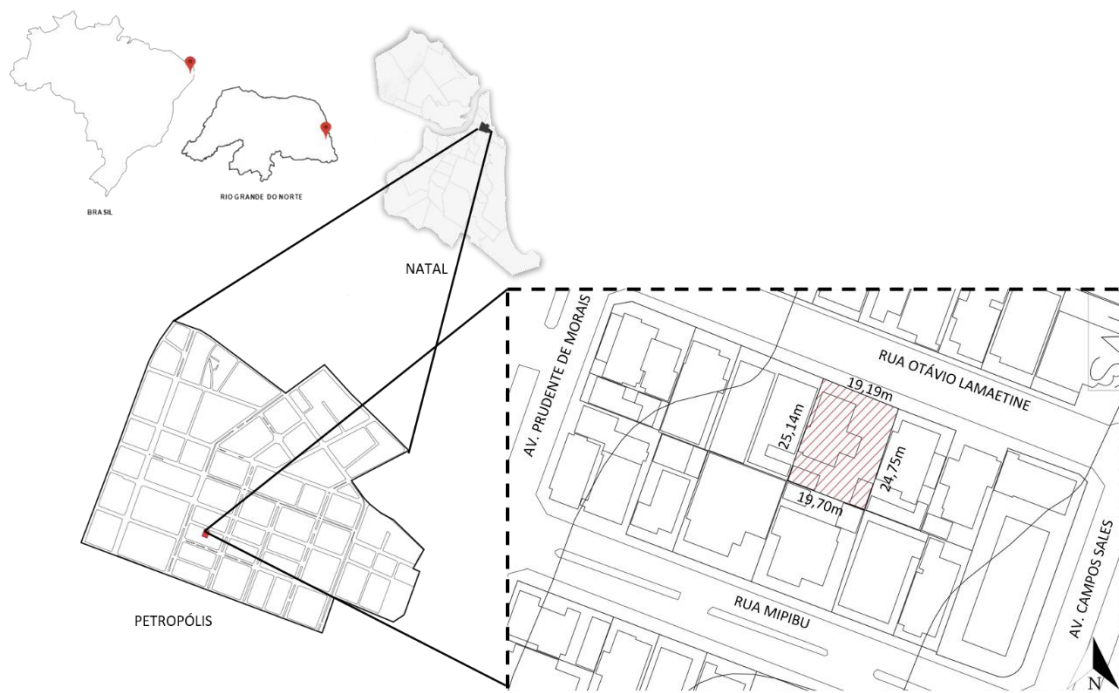 BRASIL
RIO GRANDE DO NORTE
NATAL
PETROPÓLIS
AV. PRUDENTE DE MORAIS
RUA OTÁVIO LAMAETINE
19,19m
25,14m
24,75m
19,70m
RUA MIPIBU
AV. CAMPOS SALES
N